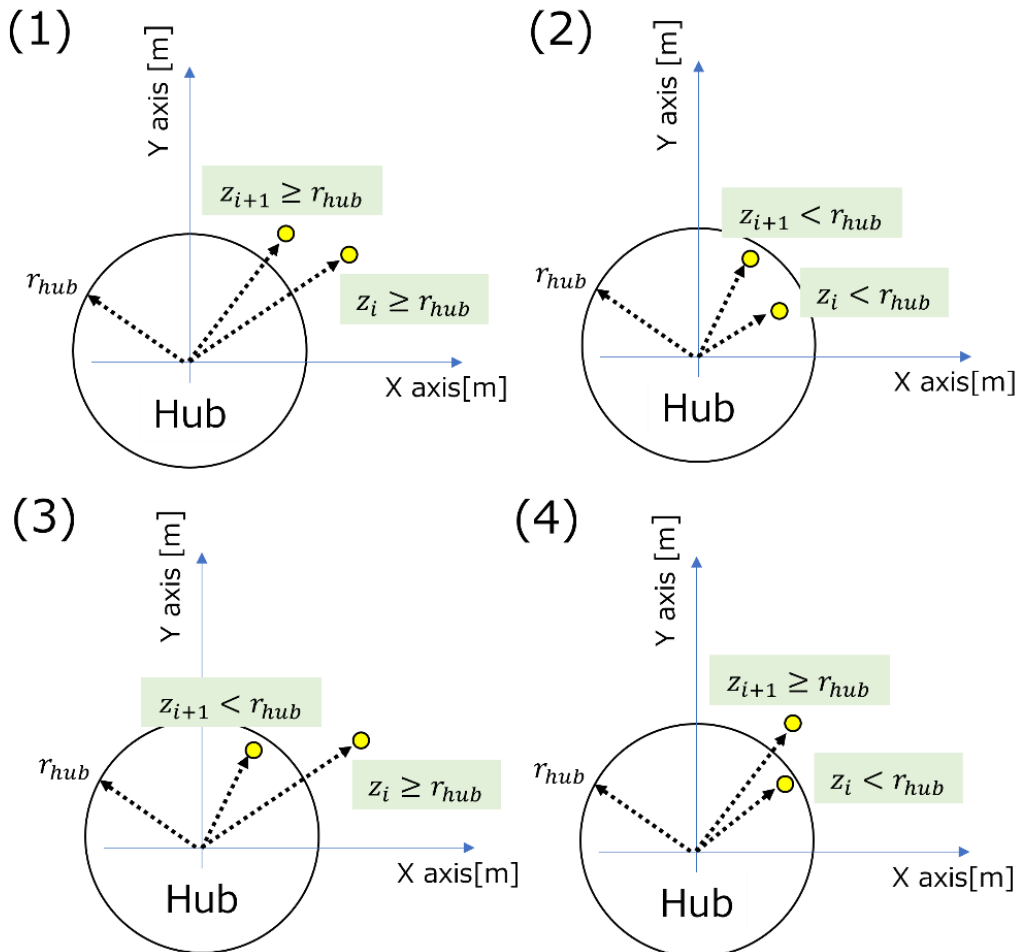 (1)
Y axis [m]
z_{i+1} ≥ r_{hub}
r_{hub}
z_i ≥ r_{hub}
X axis[m]
Hub
(2)
Y axis [m]
z_{i+1} < r_{hub}
r_{hub}
z_i < r_{hub}
X axis[m]
Hub
(3)
Y axis [m]
z_{i+1} < r_{hub}
r_{hub}
z_i ≥ r_{hub}
X axis[m]
Hub
(4)
Y axis [m]
z_{i+1} ≥ r_{hub}
r_{hub}
z_i < r_{hub}
X axis[m]
Hub